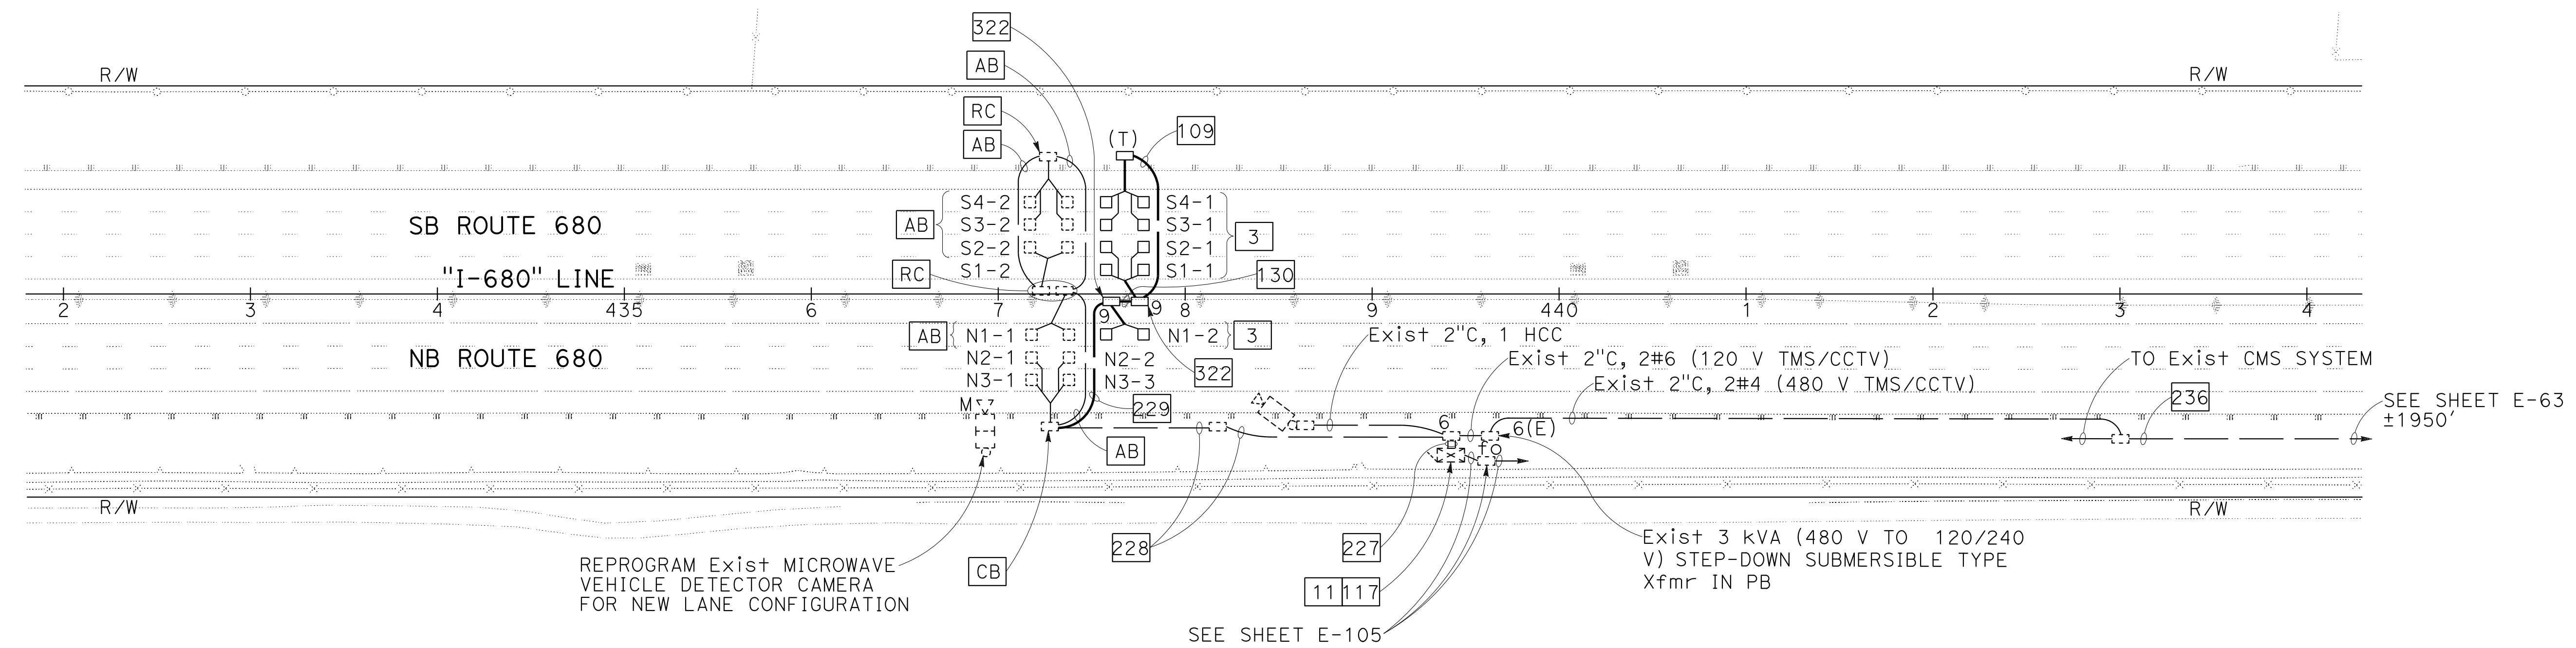 322
AB
R/W
R/W
RC
109
(T)
AB
S4-2
S4-1
AB
S3-2
S3-1
3
SB ROUTE 680
S2-2
S2-1
S1-2
S1-1
"I-680" LINE
RC
130
2
3
4
435
6
7
9
9
8
9
440
1
2
3
4
AB
N1-1
N1-2
3
Exist 2"C, 1 HCC
NB ROUTE 680
N2-1
N2-2
Exist 2"C, 2#6 (120 V TMS/CCTV)
TO Exist CMS SYSTEM
N3-1
N3-3
322
Exist 2"C, 2#4 (480 V TMS/CCTV)
236
SEE SHEET E-63
±1950'
M
229
6
6(E)
fo
AB
R/W
R/W
228
227
CB
REPROGRAM Exist MICROWAVE
VEHICLE DETECTOR CAMERA
FOR NEW LANE CONFIGURATION
Exist 3 kVA (480 V TO 120/240
V) STEP-DOWN SUBMERSIBLE TYPE
Xfmr IN PB
11 117
SEE SHEET E-105